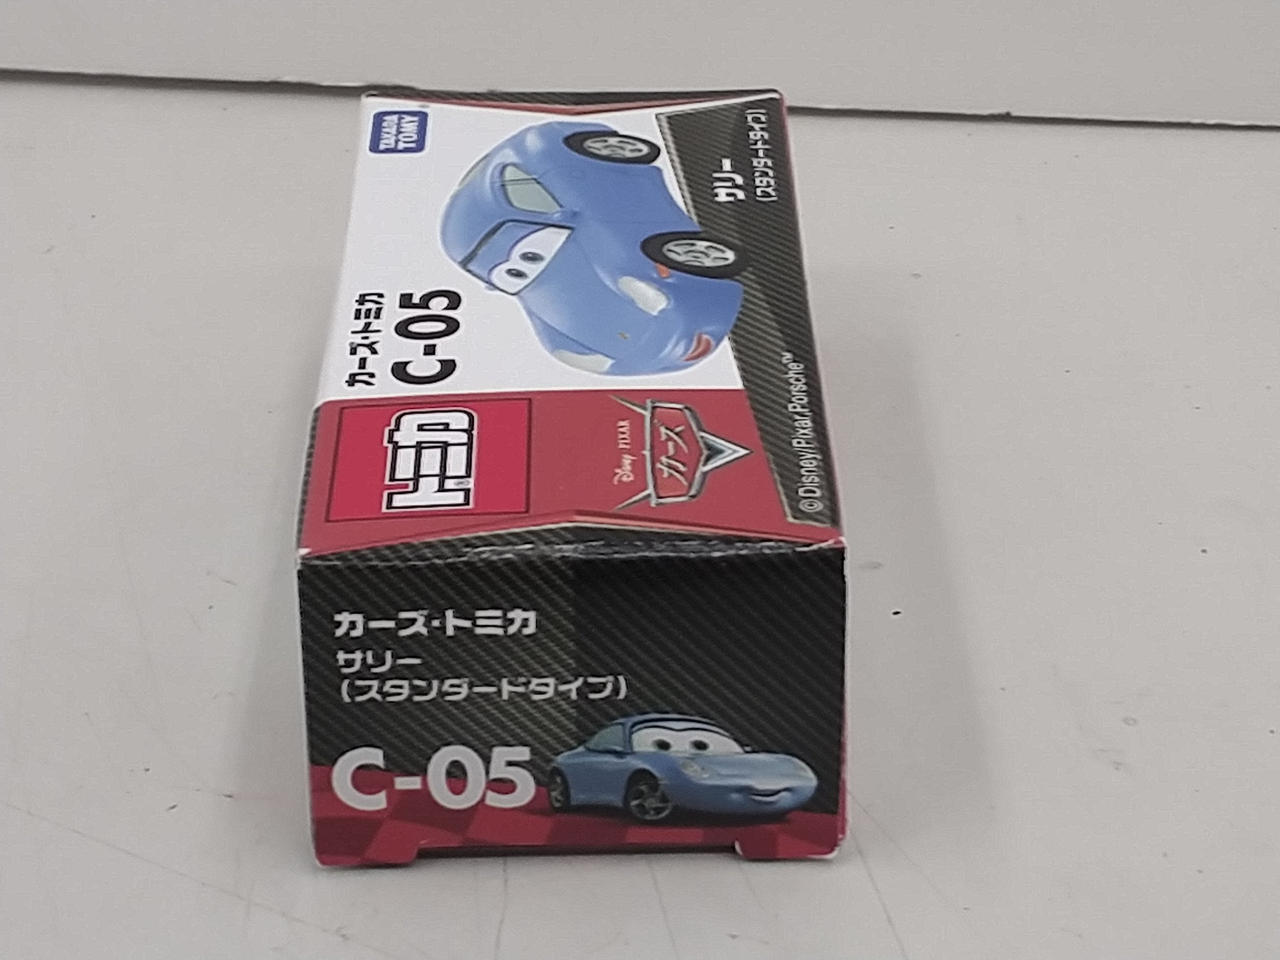 TAKARA
TOMY
カーズ・トミカ
C-05
サリー
(スタンダードタイプ)
トミカ
®
Disney PIXAR
カーズ
©Disney/Pixar,Porsche™
カーズ・トミカ
サリー
(スタンダードタイプ)
C-05